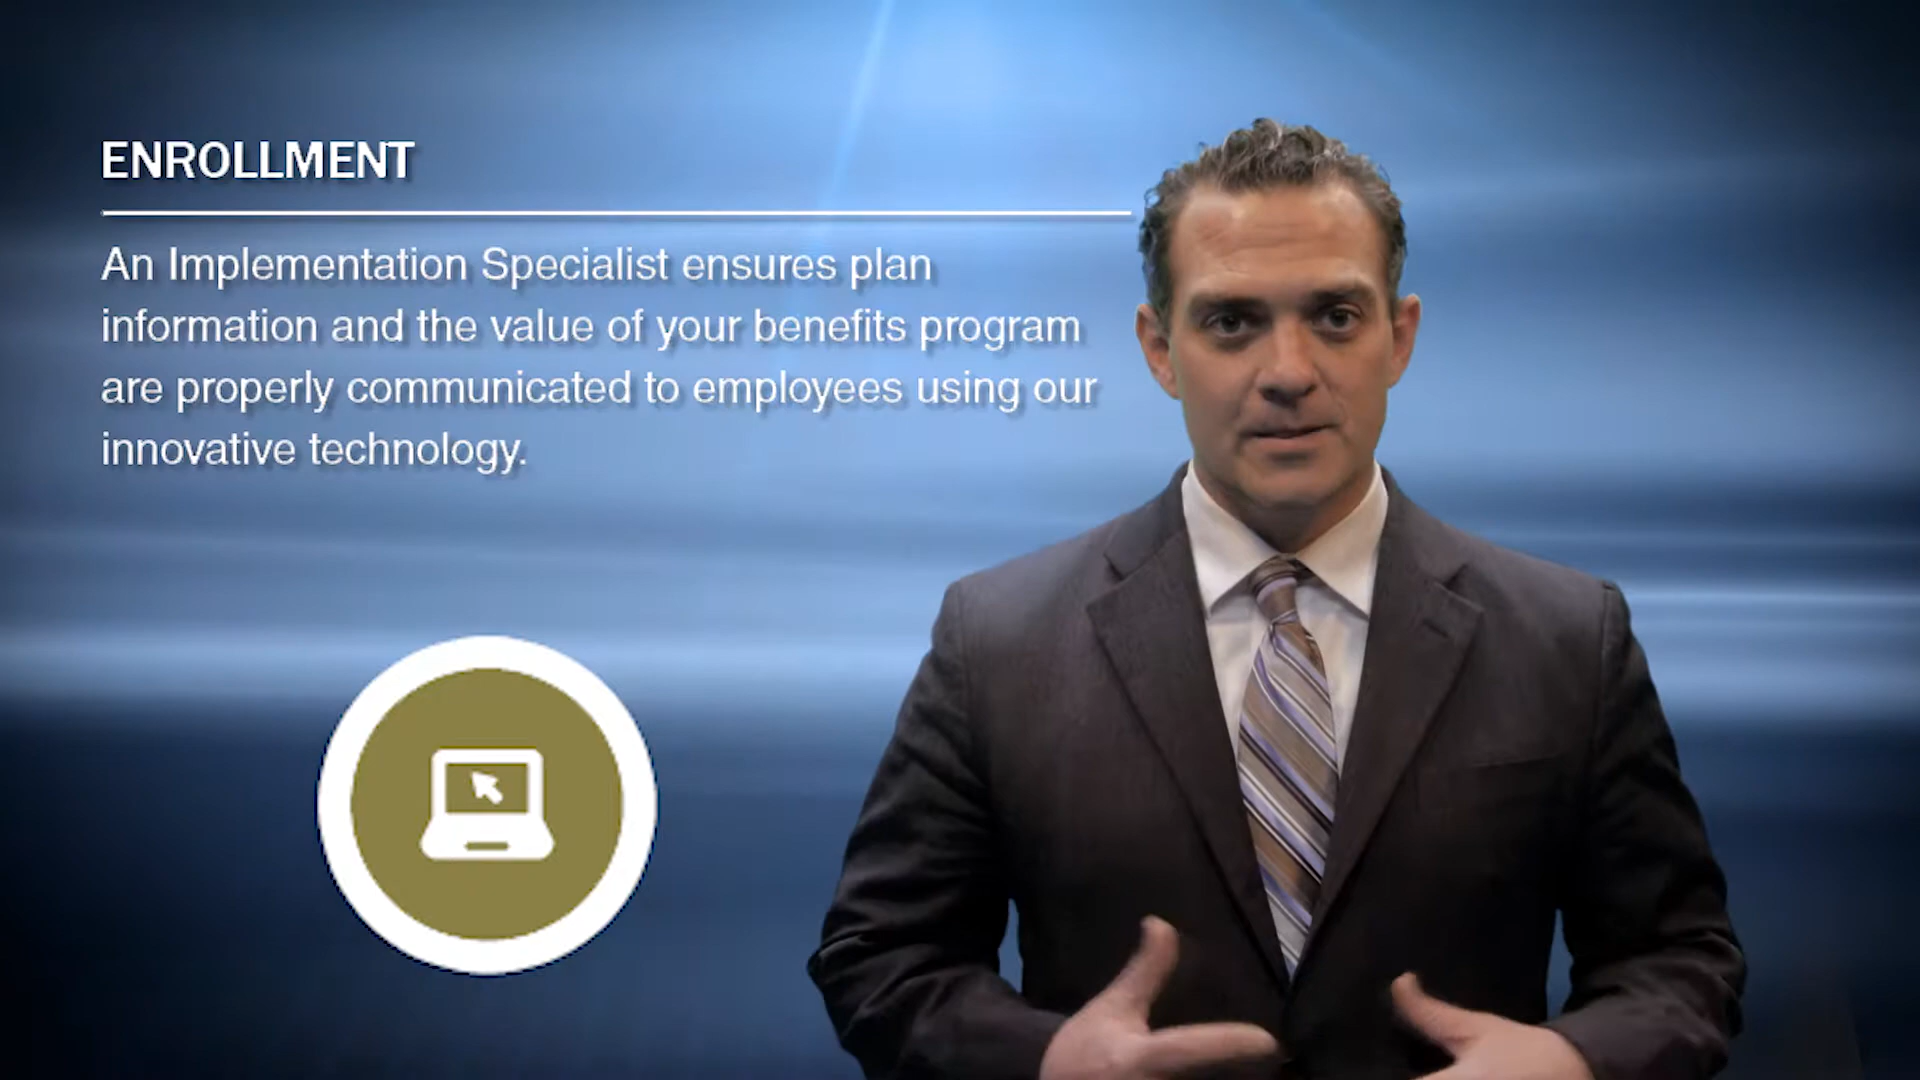 ENROLLMENT
An Implementation Specialist ensures plan
information and the value of your benefits program
are properly communicated to employees using our
innovative technology.